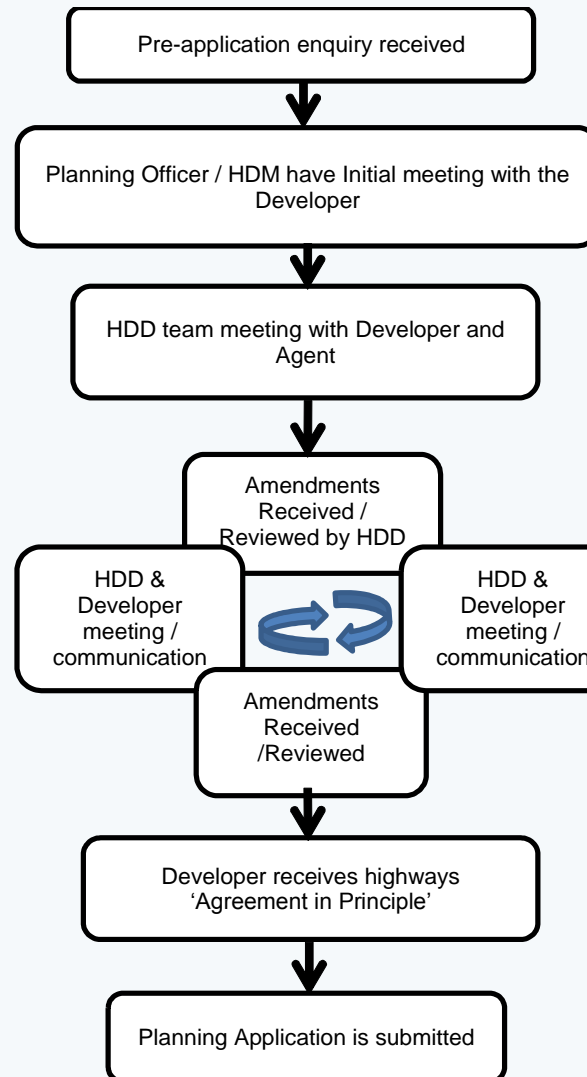 Pre-application enquiry received
Planning Officer / HDM have Initial meeting with the
Developer
HDD team meeting with Developer and
Agent
Amendments
Received /
Reviewed by HDD
HDD &
Developer
meeting /
communication
HDD &
Developer
meeting /
communication
Amendments
Received
/Reviewed
Developer receives highways
‘Agreement in Principle’
Planning Application is submitted